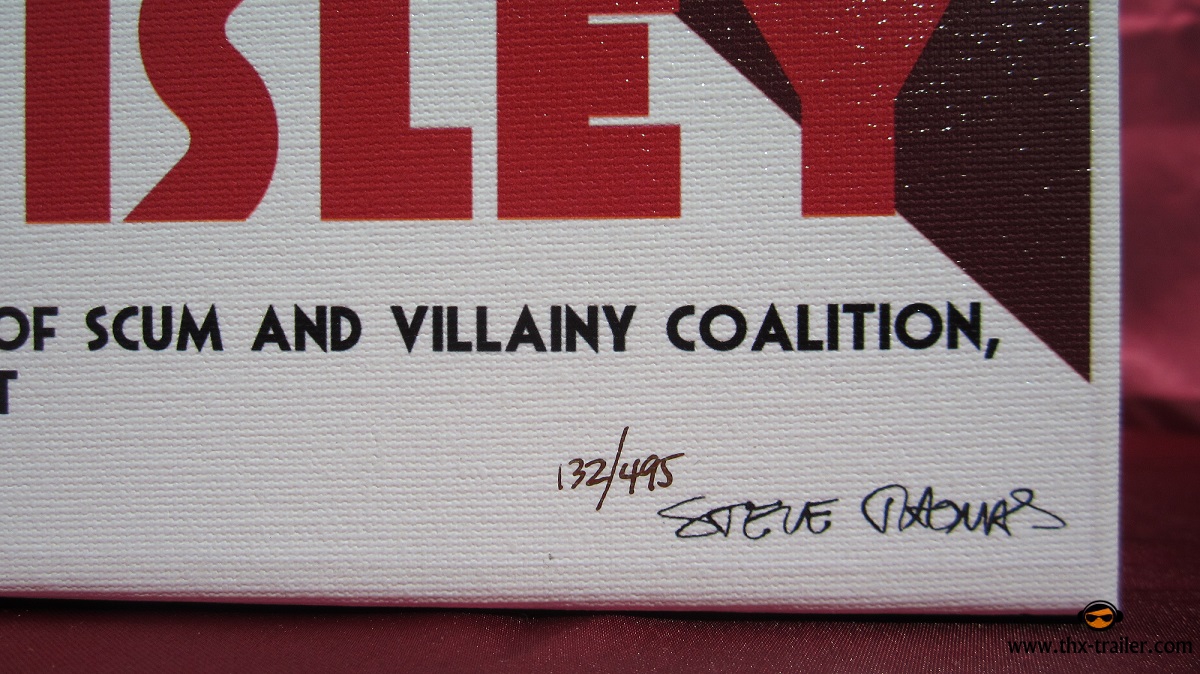 ISLEY
OF SCUM AND VILLAINY COALITION,
T
132/495
STEVE THOMAS
www.thx-trailer.com